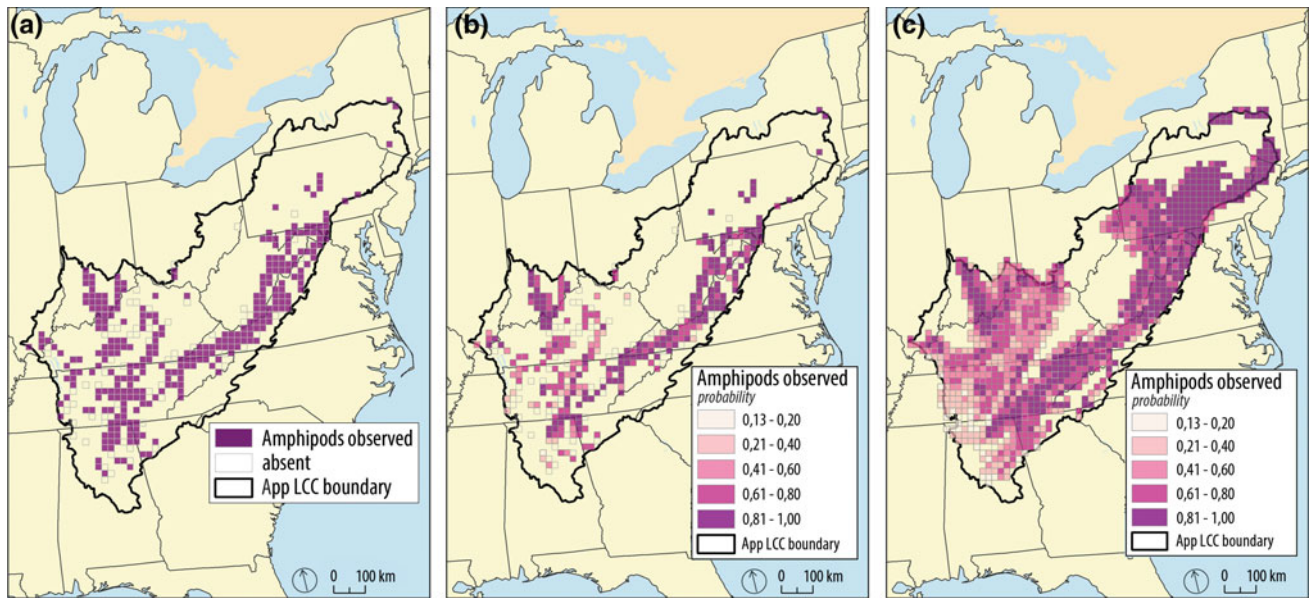 (a)
Amphipods observed
absent
App LCC boundary
0 100 km
(b)
Amphipods observed
probability
0,13 - 0,20
0,21 - 0,40
0,41 - 0,60
0,61 - 0,80
0,81 - 1,00
App LCC boundary
0 100 km
(c)
Amphipods observed
probability
0,13 - 0,20
0,21 - 0,40
0,41 - 0,60
0,61 - 0,80
0,81 - 1,00
App LCC boundary
0 100 km